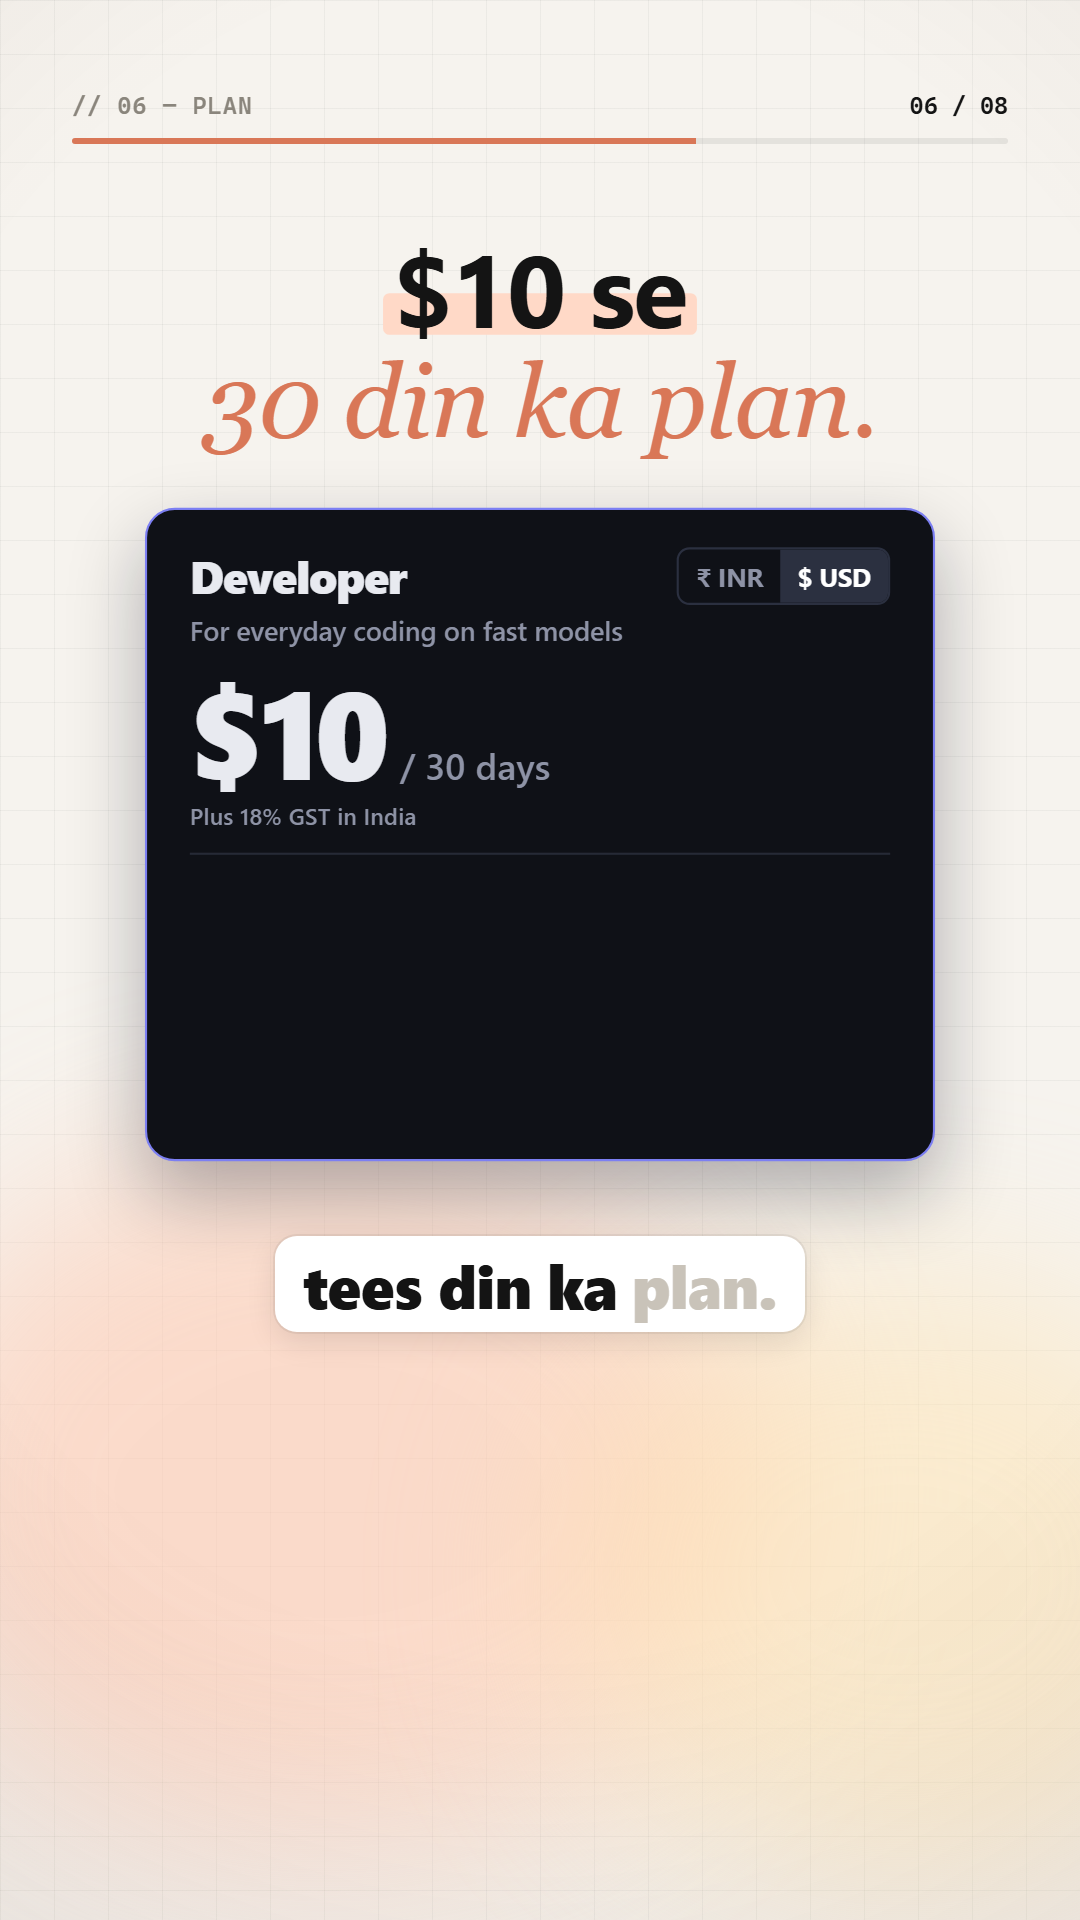 // 06 — PLAN
06 / 08
$10 se
30 din ka plan.
Developer
₹ INR
$ USD
For everyday coding on fast models
$10 / 30 days
Plus 18% GST in India
tees din ka plan.